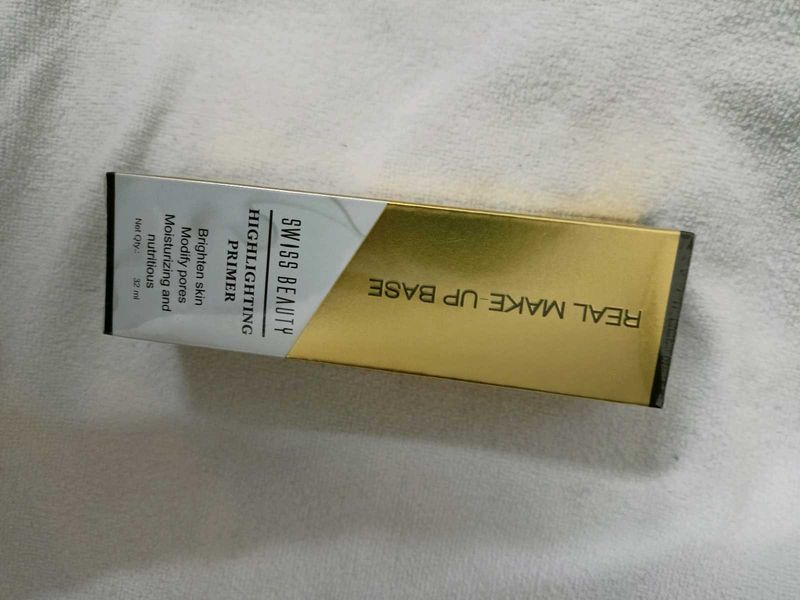 REAL MAKE-UP BASE
SWISS BEAUTY
HIGHLIGHTING
PRIMER
Brighten skin
Modify pores
Moisturizing and
nutritious
Net Qty.: 32 ml